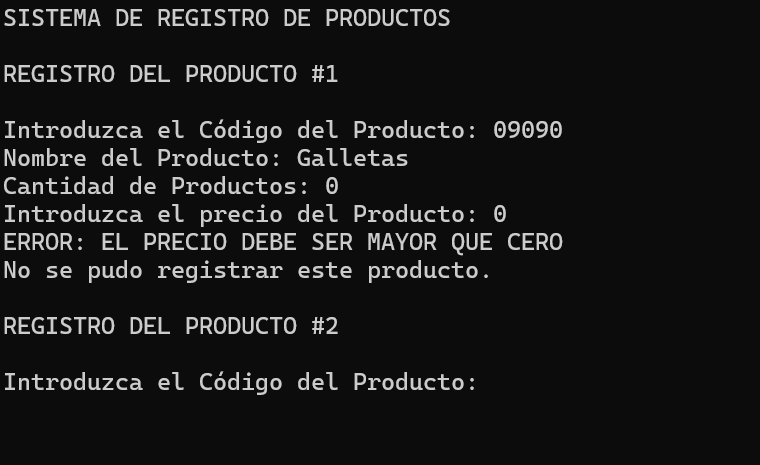 SISTEMA DE REGISTRO DE PRODUCTOS
REGISTRO DEL PRODUCTO #1
Introduzca el Código del Producto: 09090
Nombre del Producto: Galletas
Cantidad de Productos: 0
Introduzca el precio del Producto: 0
ERROR: EL PRECIO DEBE SER MAYOR QUE CERO
No se pudo registrar este producto.
REGISTRO DEL PRODUCTO #2
Introduzca el Código del Producto: